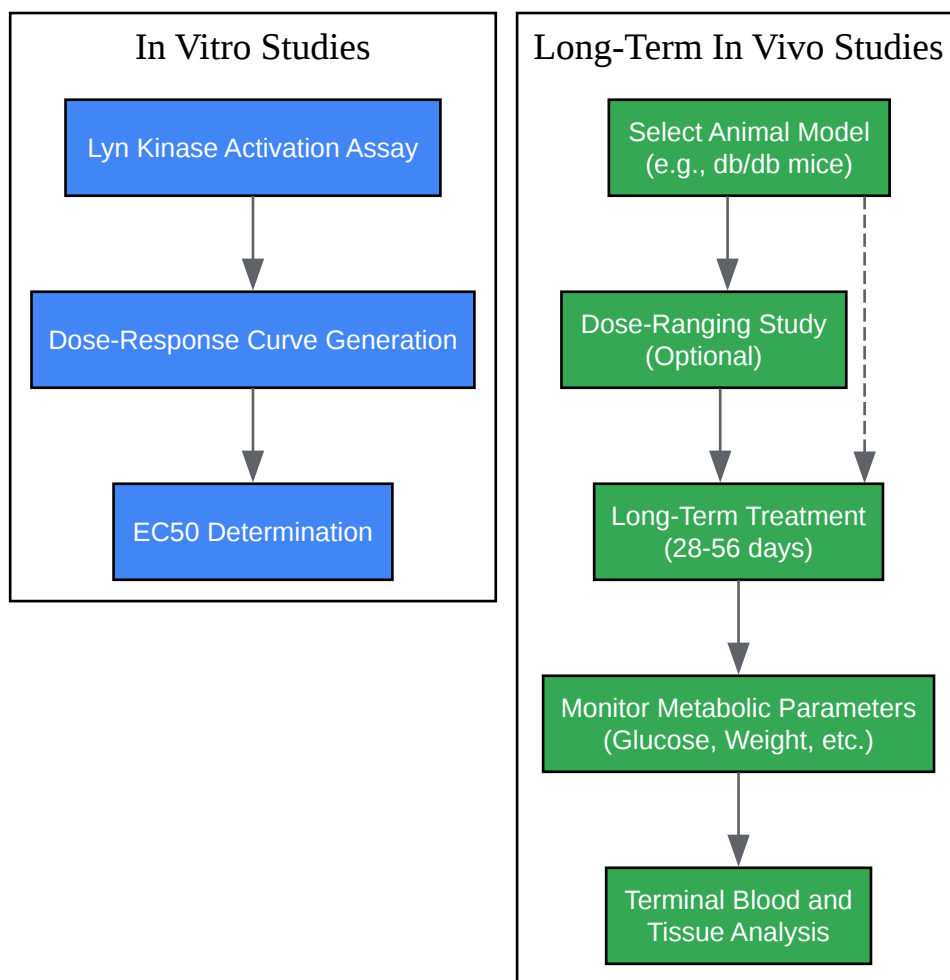 In Vitro Studies
Lyn Kinase Activation Assay
Dose-Response Curve Generation
EC50 Determination
Long-Term In Vivo Studies
Select Animal Model
(e.g., db/db mice)
Dose-Ranging Study
(Optional)
Long-Term Treatment
(28-56 days)
Monitor Metabolic Parameters
(Glucose, Weight, etc.)
Terminal Blood and
Tissue Analysis